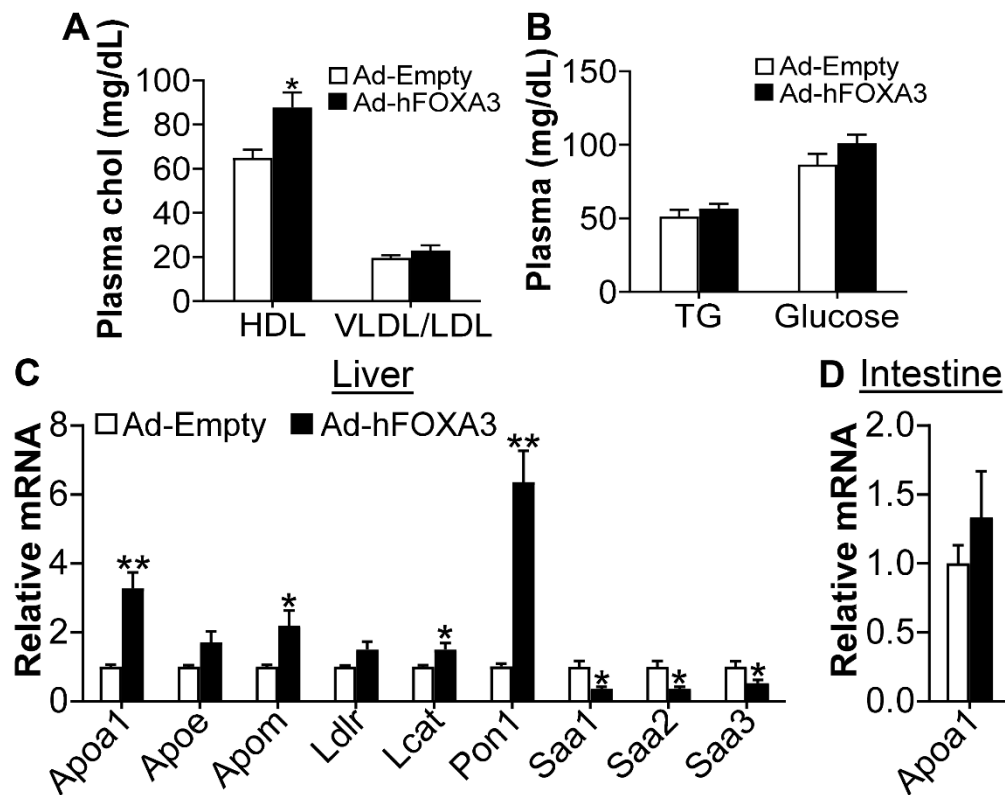 A
Plasma chol (mg/dL)
100
80
60
40
20
0
Ad-Empty
Ad-hFOXA3
*
HDL VLDL/LDL
B
Plasma (mg/dL)
150
100
50
0
Ad-Empty
Ad-hFOXA3
TG Glucose
C
Liver
Ad-Empty Ad-hFOXA3
Relative mRNA
8
6
4
2
0
** * * ** * * *
Apoa1 Apoe Apom Ldlr Lcat Pon1 Saa1 Saa2 Saa3
D Intestine
Relative mRNA
2.0
1.5
1.0
0.5
0.0
Apoa1